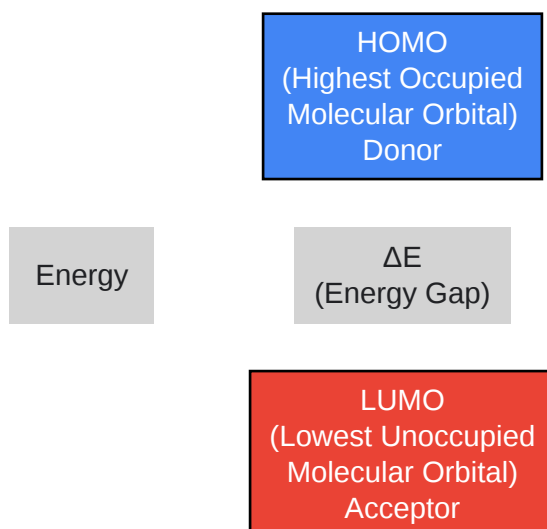 HOMO
(Highest Occupied
Molecular Orbital)
Donor
Energy
ΔE
(Energy Gap)
LUMO
(Lowest Unoccupied
Molecular Orbital)
Acceptor